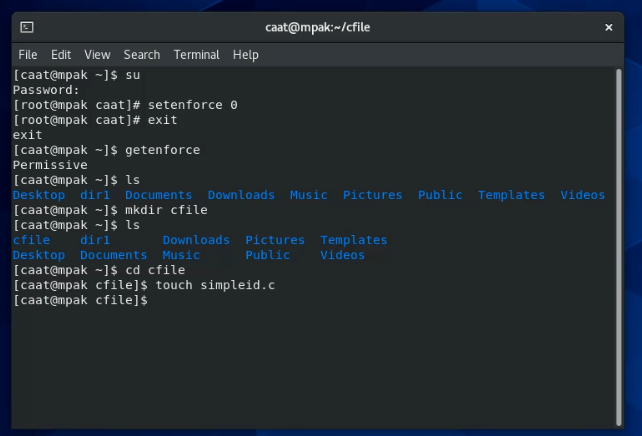 caat@mpak:~/cfile
File Edit View Search Terminal Help
[caat@mpak ~]$ su
Password:
[root@mpak caat]# setenforce 0
[root@mpak caat]# exit
exit
[caat@mpak ~]$ getenforce
Permissive
[caat@mpak ~]$ ls
Desktop dir1 Documents Downloads Music Pictures Public Templates Videos
[caat@mpak ~]$ mkdir cfile
[caat@mpak ~]$ ls
cfile dir1 Downloads Pictures Templates
Desktop Documents Music Public Videos
[caat@mpak ~]$ cd cfile
[caat@mpak cfile]$ touch simpleid.c
[caat@mpak cfile]$